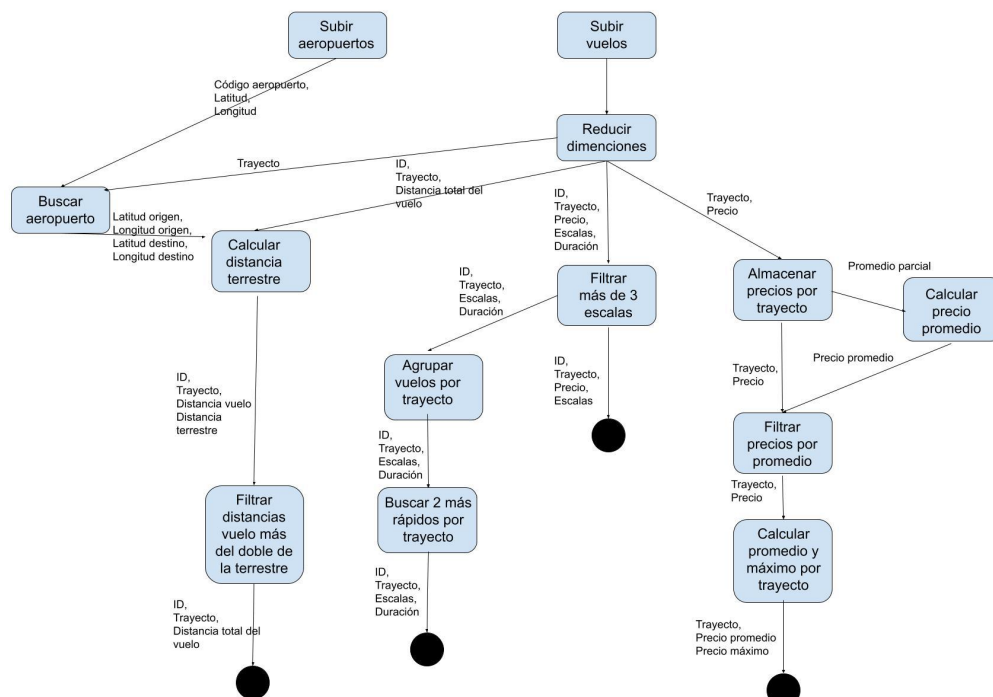 Subir
aeropuertos
Subir
vuelos
Código aeropuerto,
Latitud,
Longitud
Reducir
dimenciones
Trayecto
ID,
Trayecto,
Distancia total del
vuelo
ID,
Trayecto,
Precio,
Escalas,
Duración
Trayecto,
Precio
Buscar
aeropuerto
Latitud origen,
Longitud origen,
Latitud destino,
Longitud destino
Calcular
distancia
terrestre
ID,
Trayecto,
Escalas,
Duración
Filtrar
más de 3
escalas
Almacenar
precios por
trayecto
Promedio parcial
Calcular
precio
promedio
Agrupar
vuelos por
trayecto
ID,
Trayecto,
Precio,
Escalas
Trayecto,
Precio
Precio promedio
ID,
Trayecto,
Distancia vuelo
Distancia
terrestre
ID,
Trayecto,
Escalas,
Duración
Filtrar
precios por
promedio
Trayecto,
Precio
Filtrar
distancias
vuelo más
del doble de
la terrestre
Buscar 2 más
rápidos por
trayecto
Calcular
promedio y
máximo por
trayecto
ID,
Trayecto,
Distancia total del
vuelo
ID,
Trayecto,
Escalas,
Duración
Trayecto,
Precio promedio
Precio máximo